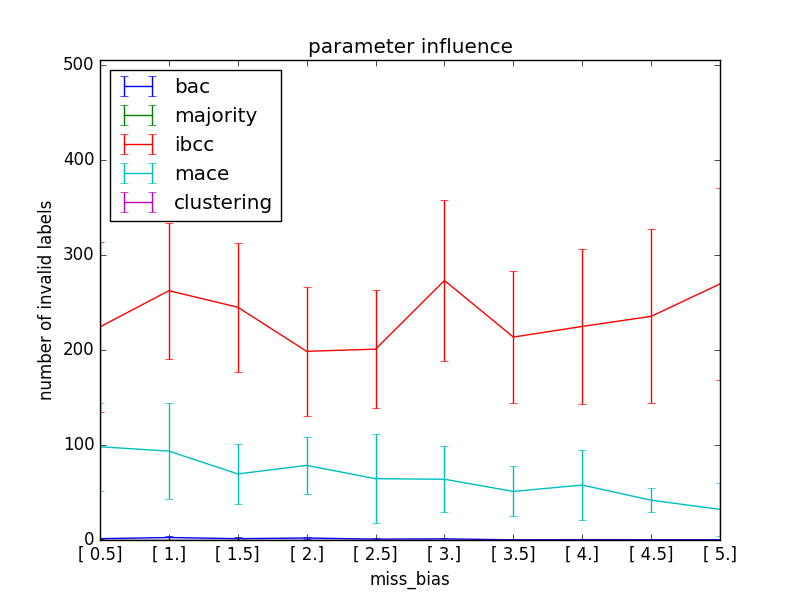 parameter influence
500
400
300
200
100
0
number of invalid labels
bac
majority
ibcc
mace
clustering
[ 0.5] [ 1.] [ 1.5] [ 2.] [ 2.5] [ 3.] [ 3.5] [ 4.] [ 4.5] [ 5.]
miss_bias